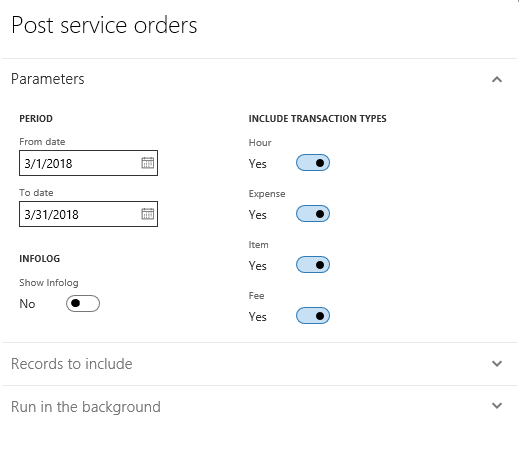 Post service orders
Parameters
PERIOD
From date
3/1/2018
To date
3/31/2018
INFOLOG
Show Infolog
No
INCLUDE TRANSACTION TYPES
Hour
Yes
Expense
Yes
Item
Yes
Fee
Yes
Records to include
Run in the background